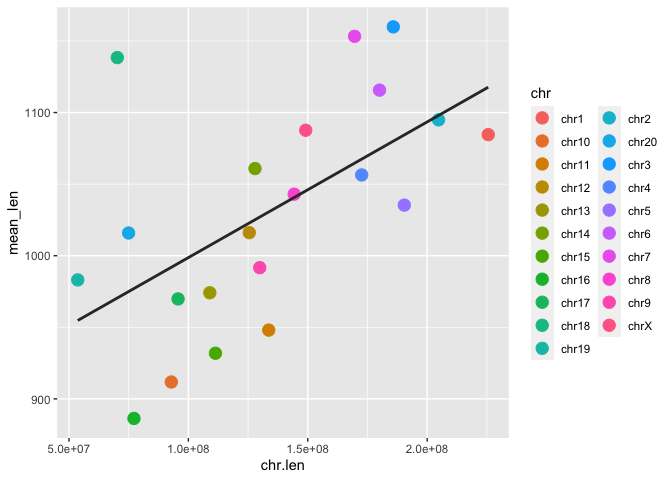 1100
1000
900
mean_len
5.0e+07 1.0e+08 1.5e+08 2.0e+08
chr.len
chr
chr1 chr2
chr10 chr20
chr11 chr3
chr12 chr4
chr13 chr5
chr14 chr6
chr15 chr7
chr16 chr8
chr17 chr9
chr18 chrX
chr19